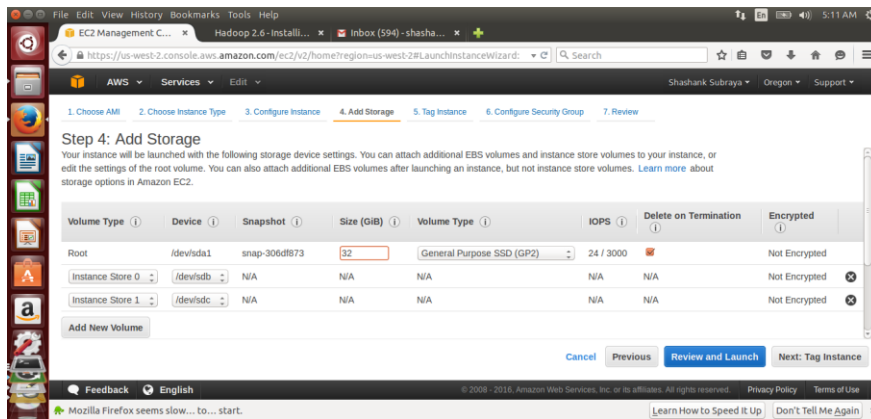 File Edit View History Bookmarks Tools Help
En 5:11 AM
EC2 Management C... × Hadoop 2.6 - Installi... × Inbox (594) - shasha... ×
https://us-west-2.console.aws.amazon.com/ec2/v2/home?region=us-west-2#LaunchInstanceWizard: Search
AWS Services Edit Shashank Subraya Oregon Support
1. Choose AMI 2. Choose Instance Type 3. Configure Instance 4. Add Storage 5. Tag Instance 6. Configure Security Group 7. Review
Step 4: Add Storage
Your instance will be launched with the following storage device settings. You can attach additional EBS volumes and instance store volumes to your instance, or
edit the settings of the root volume. You can also attach additional EBS volumes after launching an instance, but not instance store volumes. Learn more about
storage options in Amazon EC2.
Volume Type Device Snapshot Size (GiB) Volume Type IOPS Delete on Termination Encrypted
Root /dev/sda1 snap-306df873 32 General Purpose SSD (GP2) 24 / 3000 Not Encrypted
Instance Store 0 /dev/sdb N/A N/A N/A N/A N/A Not Encrypted
Instance Store 1 /dev/sdc N/A N/A N/A N/A N/A Not Encrypted
Add New Volume
Cancel Previous Review and Launch Next: Tag Instance
Feedback English © 2008 - 2016, Amazon Web Services, Inc. or its affiliates. All rights reserved. Privacy Policy Terms of Use
Mozilla Firefox seems slow... to... start. Learn How to Speed It Up Don't Tell Me Again